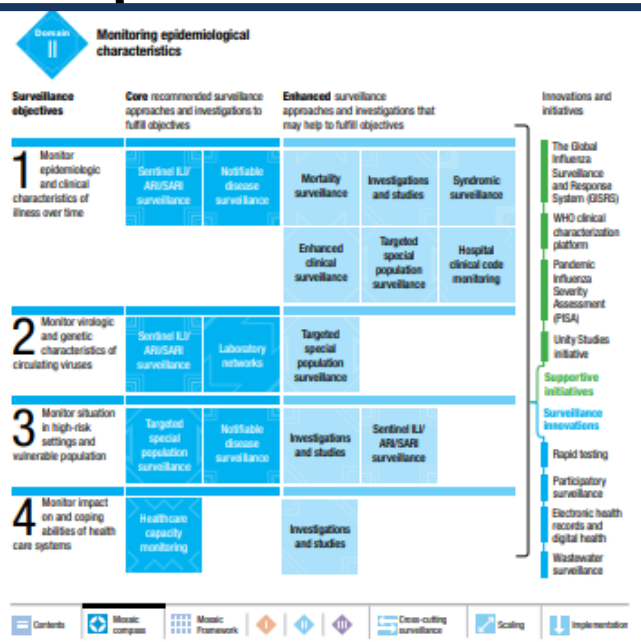 Domain
II
Monitoring epidemiological
characteristics
Surveillance
objectives
Core recommended surveillance
approaches and investigations to
fulfill objectives
Enhanced surveillance
approaches and investigations that
may help to fulfill objectives
Innovations and
initiatives
1 Monitor
epidemiologic
and clinical
characteristics of
illness over time
Sentinel ILI/
ARI/SARI
surveillance
Notifiable
disease
surveillance
Mortality
surveillance
Investigations
and studies
Syndromic
surveillance
Enhanced
clinical
surveillance
Targeted
special
population
surveillance
Hospital
clinical code
monitoring
2 Monitor virologic
and genetic
characteristics of
circulating viruses
Sentinel ILI/
ARI/SARI
surveillance
Laboratory
networks
Targeted
special
population
surveillance
3 Monitor situation
in high-risk
settings and
vulnerable population
Targeted
special
population
surveillance
Notifiable
disease
surveillance
Investigations
and studies
Sentinel ILI/
ARI/SARI
surveillance
4 Monitor impact
on and coping
abilities of health
care systems
Healthcare
capacity
monitoring
Investigations
and studies
The Global
Influenza
Surveillance
and Response
System (GISRS)
WHO clinical
characterization
platform
Pandemic
Influenza
Severity
Assessment
(PISA)
Unity Studies
initiative
Supportive
initiatives
Surveillance
innovations
Rapid testing
Participatory
surveillance
Electronic health
records and
digital health
Wastewater
surveillance
Contents
Mosaic
compass
Mosaic
Framework
I
II
III
Cross-cutting
surveillance
Scaling
Implementation